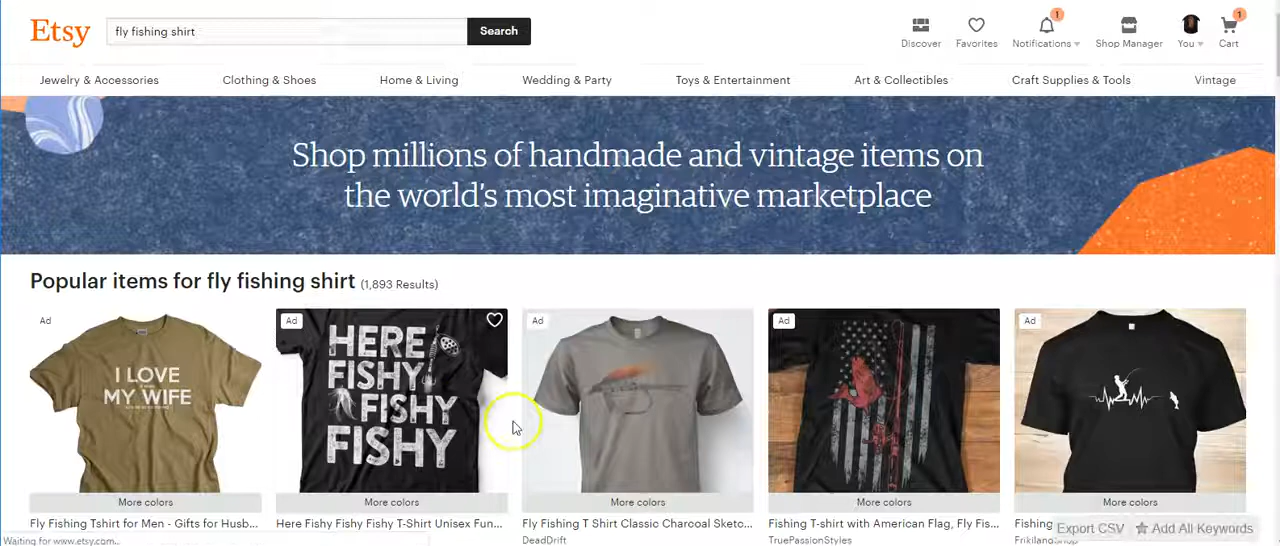 Etsy
fly fishing shirt
Search
Discover
Favorites
1
Notifications
Shop Manager
You
1
Cart
Jewelry & Accessories
Clothing & Shoes
Home & Living
Wedding & Party
Toys & Entertainment
Art & Collectibles
Craft Supplies & Tools
Vintage
Shop millions of handmade and vintage items on
the world's most imaginative marketplace
Popular items for fly fishing shirt (1,893 Results)
Ad
I LOVE
MY WIFE
More colors
Fly Fishing Tshirt for Men - Gifts for Husb...
Ad
HERE
FISHY
FISHY
FISHY
More colors
Here Fishy Fishy Fishy T-Shirt Unisex Fun...
Ad
More colors
Fly Fishing T Shirt Classic Charcoal Sketc...
DeadDrift
Ad
More colors
Fishing T-shirt with American Flag, Fly Fis...
TruePassionStyles
Ad
More colors
Fishing
Export CSV
Add All Keywords
Waiting for www.etsy.com...